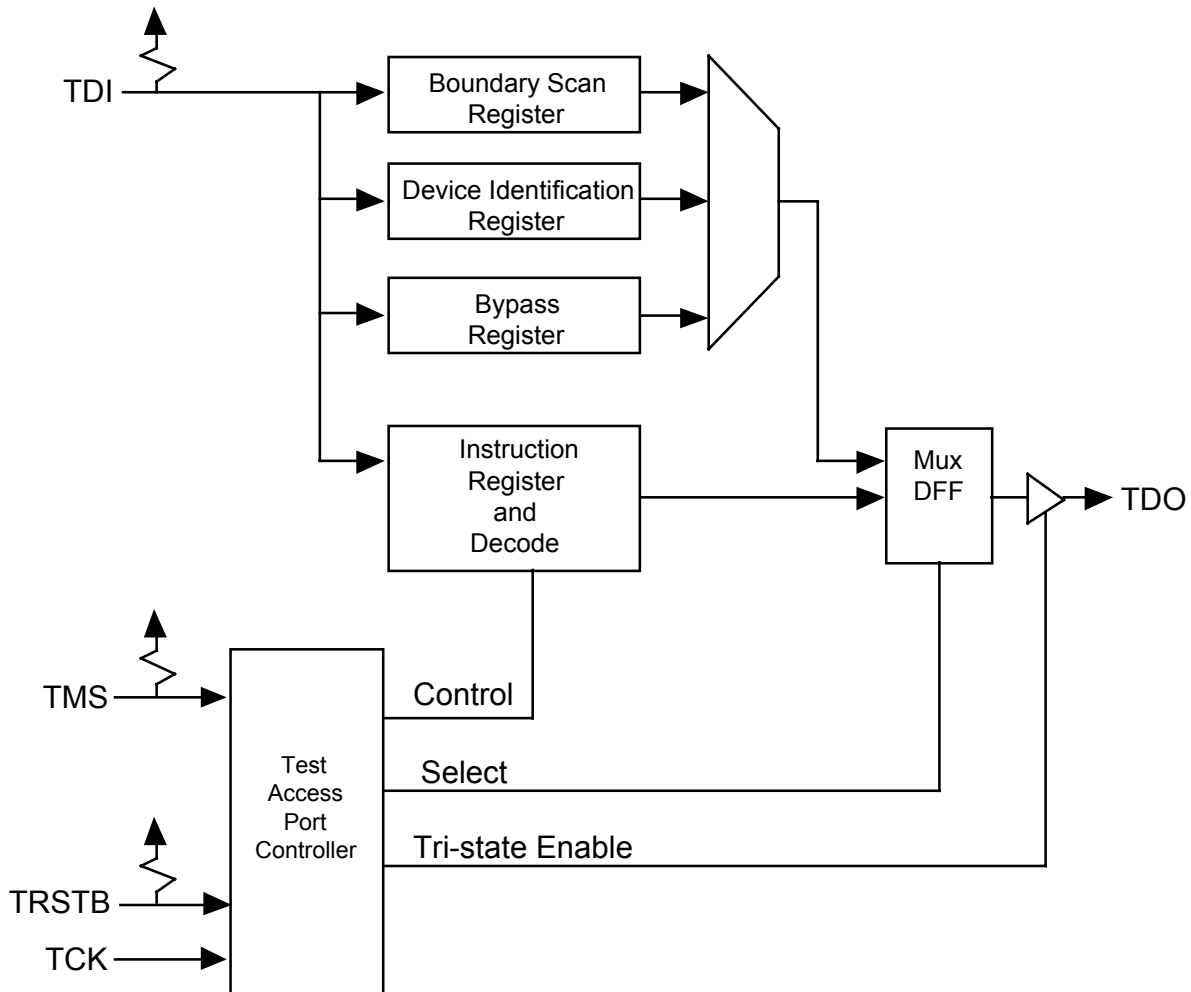 TDI
Boundary Scan
Register
Device Identification
Register
Bypass
Register
Instruction
Register
and
Decode
Mux
DFF
TDO
TMS
Control
Select
Test
Access
Port
Controller
Tri-state Enable
TRSTB
TCK